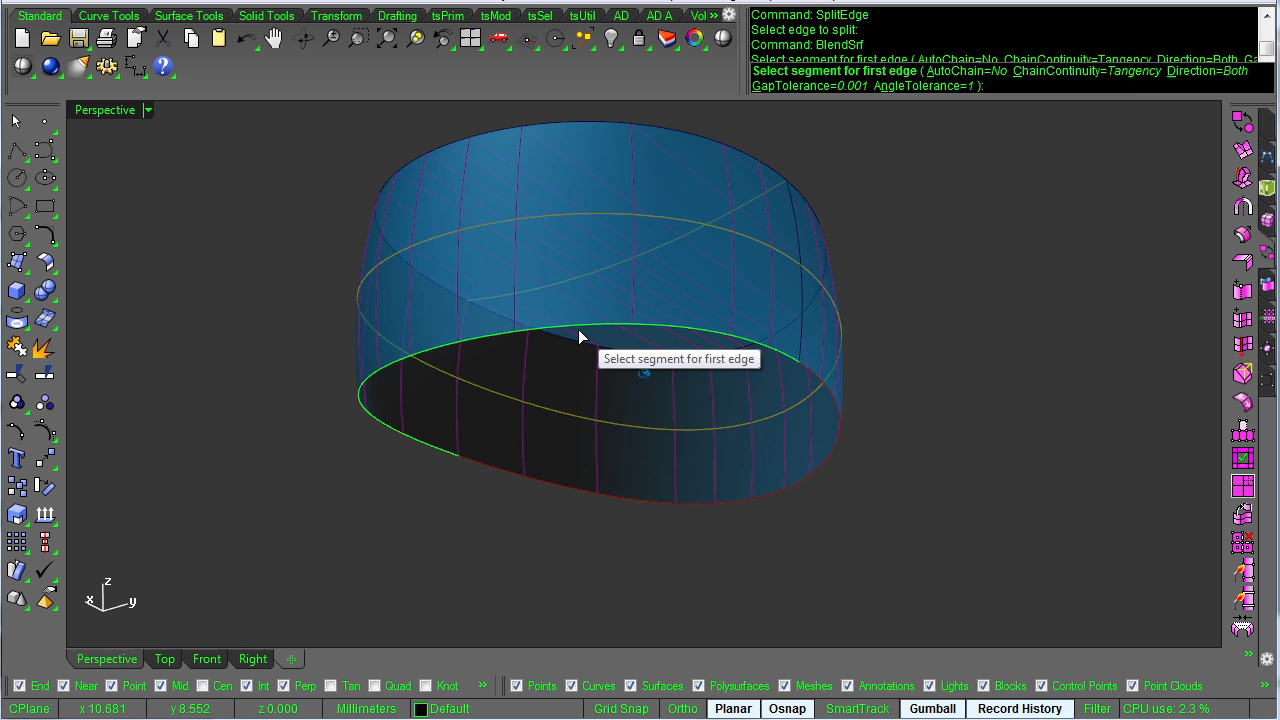 Standard Curve Tools Surface Tools Solid Tools Transform Drafting tsPrim tsMod tsSel tsUtil AD AD A Vol »
Command: SplitEdge
Select edge to split:
Command: BlendSrf
Select segment for first edge ( AutoChain=No ChainContinuity=Tangency Direction=Both Ga
Select segment for first edge ( AutoChain=No ChainContinuity=Tangency Direction=Both
GapTolerance=0.001 AngleTolerance=1 ):
Perspective
Select segment for first edge
z
x y
Perspective Top Front Right
End Near Point Mid Cen Int Perp Tan Quad Knot » Points Curves Surfaces Polysurfaces Meshes Annotations Lights Blocks Control Points Point Clouds »
CPlane x 10.681 y 8.552 z 0.000 Millimeters Default Grid Snap Ortho Planar Osnap SmartTrack Gumball Record History Filter CPU use: 2.3 %